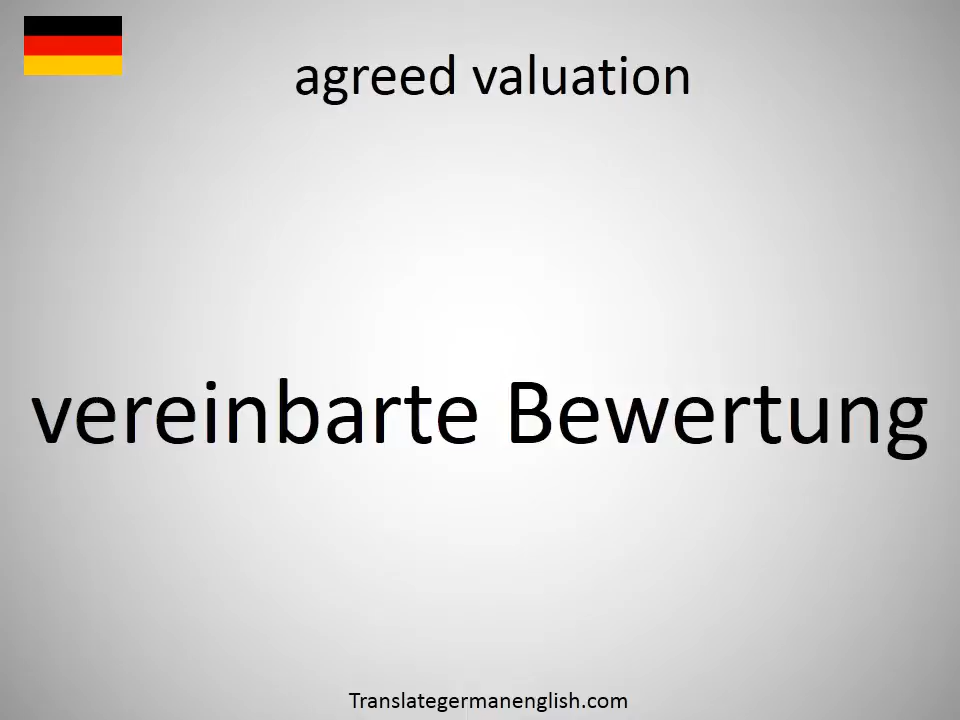 agreed valuation
vereinbarte Bewertung
Translategermanenglish.com